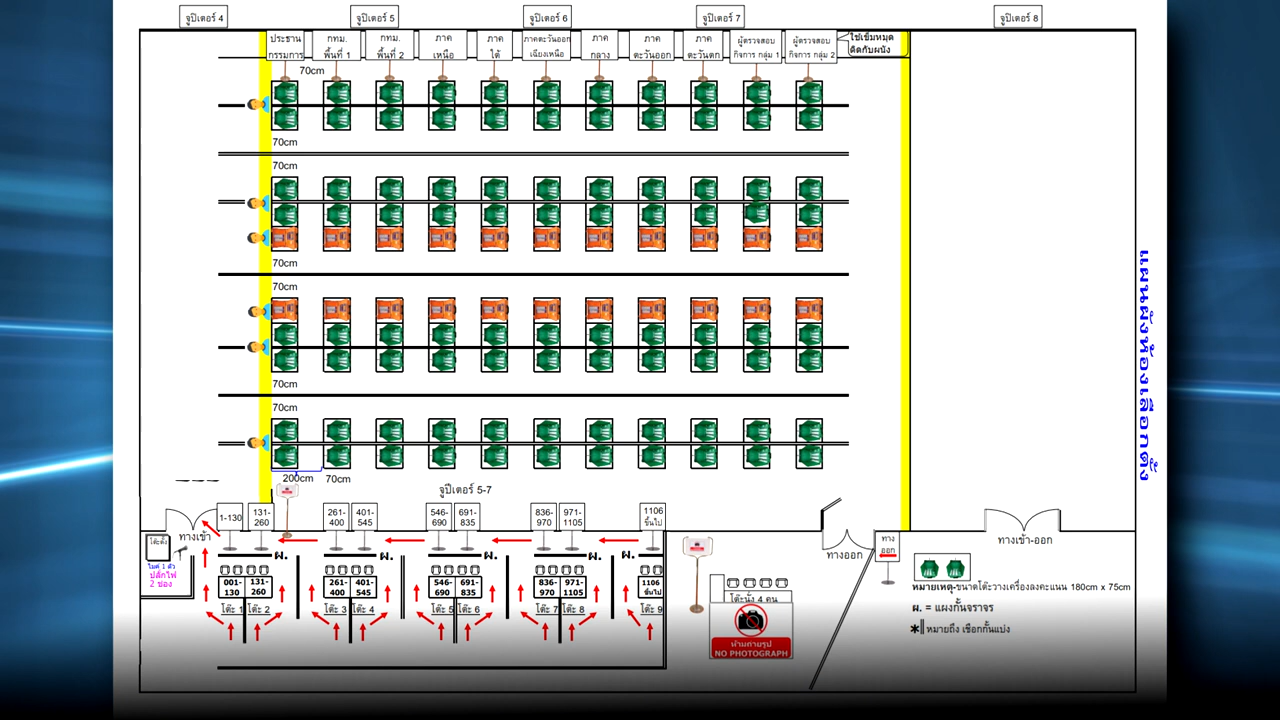 จูปิเตอร์ 4
จูปิเตอร์ 5
จูปิเตอร์ 6
จูปิเตอร์ 7
จูปิเตอร์ 8
ประธาน
กรรมการ
กทม.
พื้นที่ 1
กทม.
พื้นที่ 2
ภาค
เหนือ
ภาค
ใต้
ภาคตะวันออก
เฉียงเหนือ
ภาค
กลาง
ภาค
ตะวันออก
ภาค
ตะวันตก
ผู้ตรวจสอบ
กิจการ กลุ่ม 1
ผู้ตรวจสอบ
กิจการ กลุ่ม 2
ใช้เข็มหมุด
ติดกับผนัง
70cm
70cm
70cm
70cm
70cm
70cm
70cm
200cm
70cm
แผนผังห้องเลือกตั้ง
จูปิเตอร์ 5-7
1-130
131-
260
261-
400
401-
545
546-
690
691-
835
836-
970
971-
1105
1106
ขึ้นไป
ทางเข้า
ทางออก
ทาง
ออก
ทางเข้า-ออก
โต๊ะตั้ง
ไมค์ 1 ตัว
ปลั๊กไฟ
2 ช่อง
ผ.
ผ.
ผ.
ผ.
ผ.
001-
130
131-
260
261-
400
401-
545
546-
690
691-
835
836-
970
971-
1105
1106
ขึ้นไป
โต๊ะ 1
โต๊ะ 2
โต๊ะ 3
โต๊ะ 4
โต๊ะ 5
โต๊ะ 6
โต๊ะ 7
โต๊ะ 8
โต๊ะ 9
โต๊ะนั่ง 4 คน
ห้ามถ่ายรูป
NO PHOTOGRAPH
หมายเหตุ-ขนาดโต๊ะวางเครื่องลงคะแนน 180cm x 75cm
ผ. = แผงกั้นจราจร
หมายถึง เชือกกั้นแบ่ง